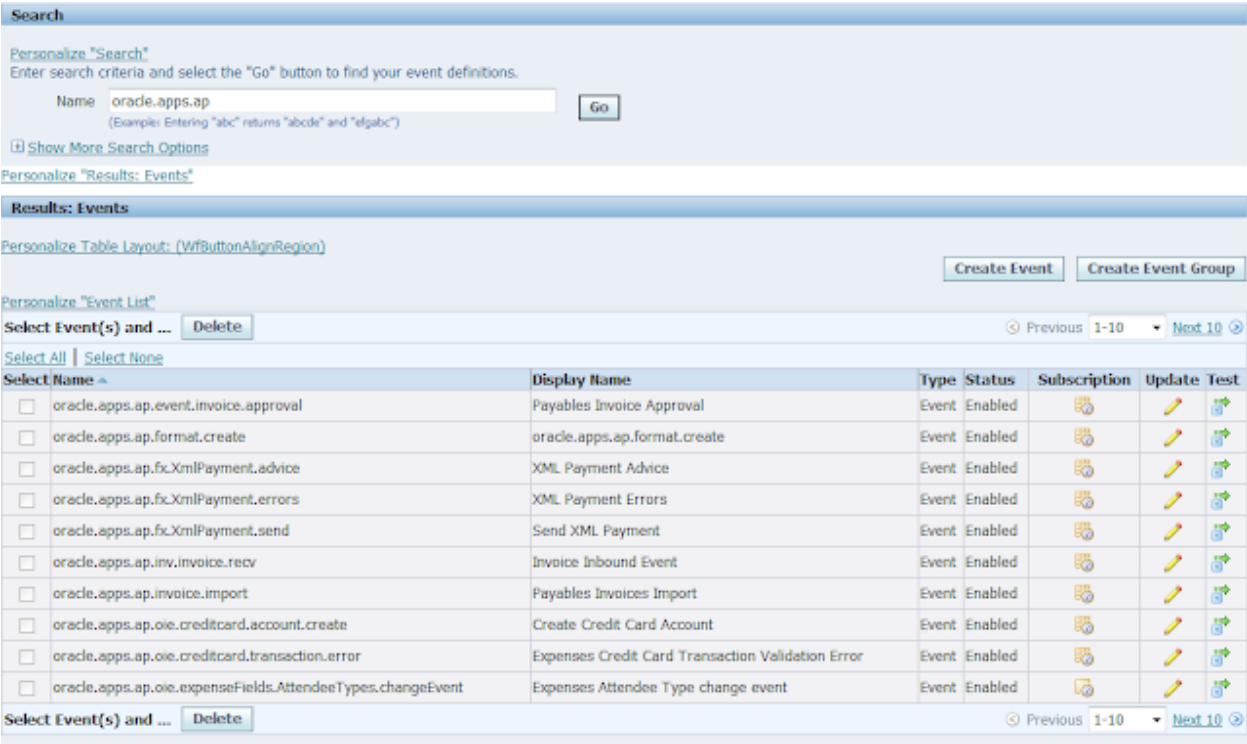 Search
Personalize "Search"
Enter search criteria and select the "Go" button to find your event definitions.
Name oracle.apps.ap Go
(Example: Entering "abc" returns "abcde" and "efgabc")
Show More Search Options
Personalize "Results: Events"
Results: Events
Personalize Table Layout: (WfButtonAlignRegion)
Create Event Create Event Group
Personalize "Event List"
Select Event(s) and ... Delete Previous 1-10 Next 10
Select All | Select None
Select Name Display Name Type Status Subscription Update Test
oracle.apps.ap.event.invoice.approval Payables Invoice Approval Event Enabled
oracle.apps.ap.format.create oracle.apps.ap.format.create Event Enabled
oracle.apps.ap.fx.XmlPayment.advice XML Payment Advice Event Enabled
oracle.apps.ap.fx.XmlPayment.errors XML Payment Errors Event Enabled
oracle.apps.ap.fx.XmlPayment.send Send XML Payment Event Enabled
oracle.apps.ap.inv.invoice.recv Invoice Inbound Event Event Enabled
oracle.apps.ap.invoice.import Payables Invoices Import Event Enabled
oracle.apps.ap.oie.creditcard.account.create Create Credit Card Account Event Enabled
oracle.apps.ap.oie.creditcard.transaction.error Expenses Credit Card Transaction Validation Error Event Enabled
oracle.apps.ap.oie.expenseFields.AttendeeTypes.changeEvent Expenses Attendee Type change event Event Enabled
Select Event(s) and ... Delete Previous 1-10 Next 10